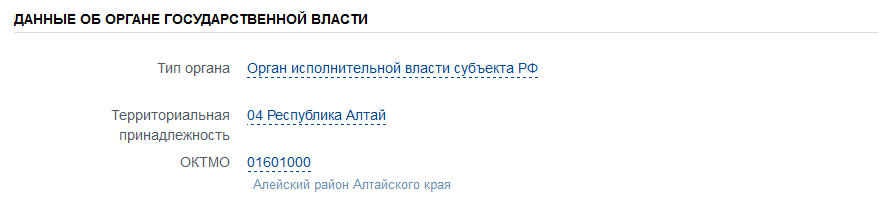 ДАННЫЕ ОБ ОРГАНЕ ГОСУДАРСТВЕННОЙ ВЛАСТИ
Тип органа Орган исполнительной власти субъекта РФ
Территориальная 04 Республика Алтай
принадлежность
ОКТМО 01601000
Алейский район Алтайского края